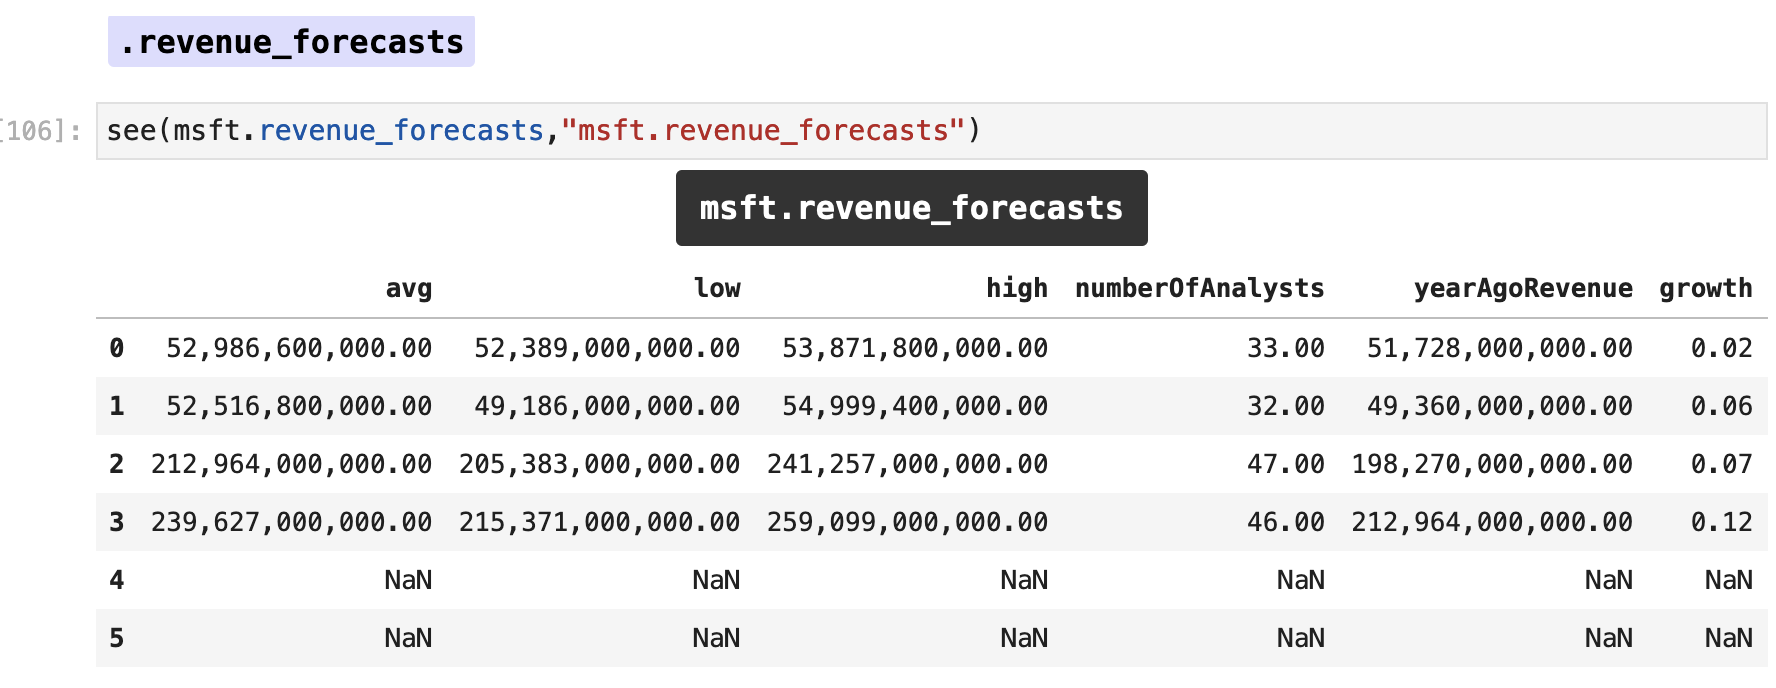 .revenue_forecasts
[106]: see(msft.revenue_forecasts,"msft.revenue_forecasts")
msft.revenue_forecasts
avg low high numberOfAnalysts yearAgoRevenue growth
0 52,986,600,000.00 52,389,000,000.00 53,871,800,000.00 33.00 51,728,000,000.00 0.02
1 52,516,800,000.00 49,186,000,000.00 54,999,400,000.00 32.00 49,360,000,000.00 0.06
2 212,964,000,000.00 205,383,000,000.00 241,257,000,000.00 47.00 198,270,000,000.00 0.07
3 239,627,000,000.00 215,371,000,000.00 259,099,000,000.00 46.00 212,964,000,000.00 0.12
4 NaN NaN NaN NaN NaN NaN
5 NaN NaN NaN NaN NaN NaN